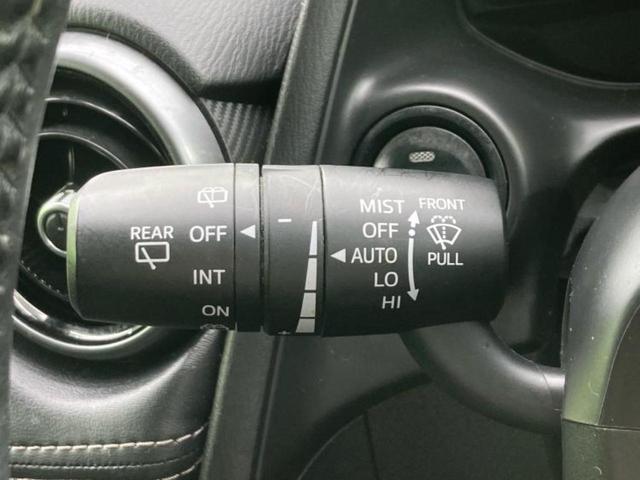 REAR
OFF
INT
ON
−
+
MIST
OFF
AUTO
LO
HI
FRONT
PULL